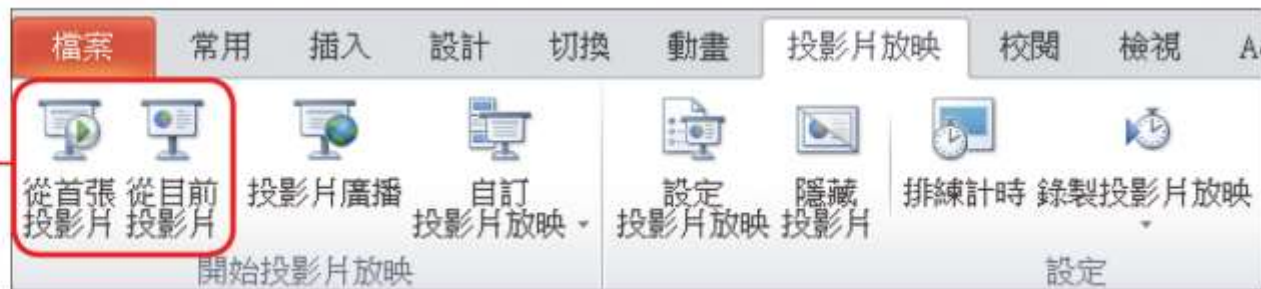 檔案 常用 插入 設計 切換 動畫 投影片放映 校閱 檢視 A
從首張 從目前 投影片廣播 自訂 設定 隱藏 排練計時 錄製投影片放映
投影片 投影片 投影片放映 投影片放映 投影片
開始投影片放映 設定